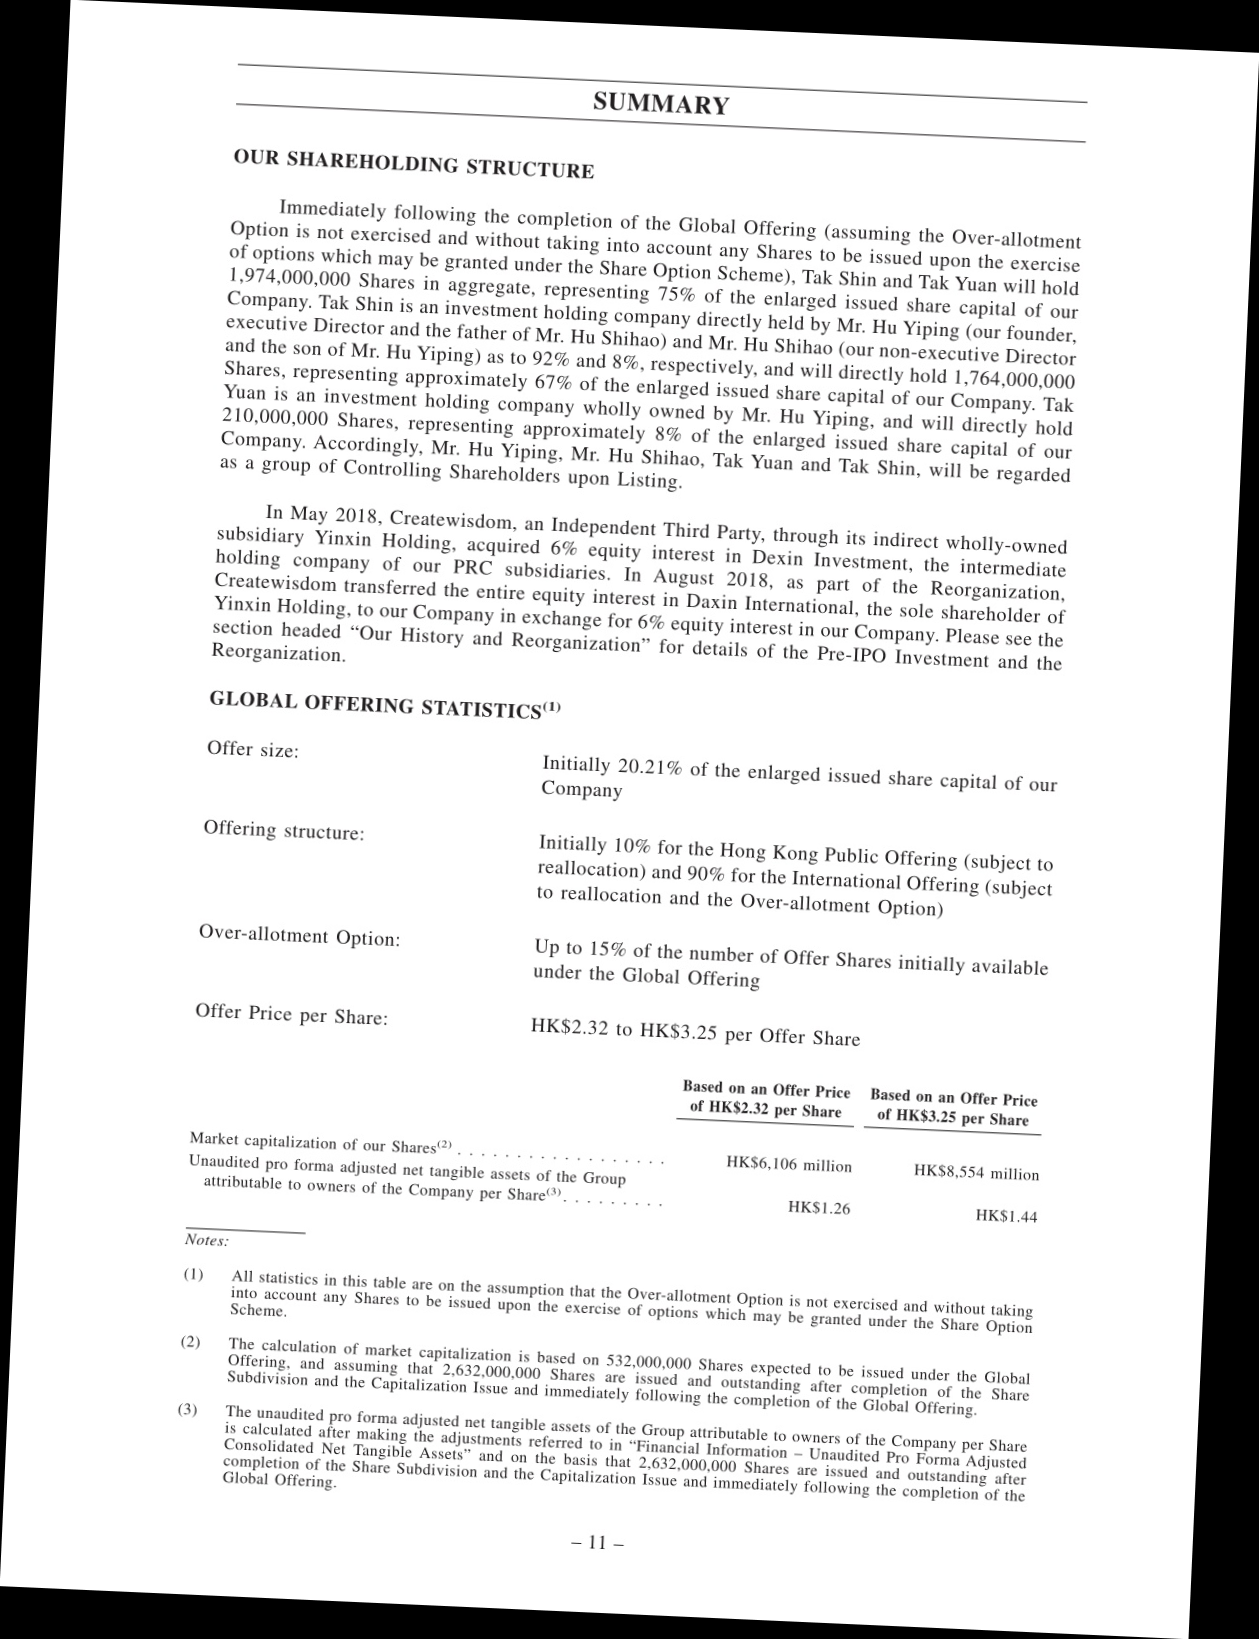 SUMMARY
OUR SHAREHOLDING STRUCTURE
Immediately following the completion of the Global Offering (assuming the Over-allotment
Option is not exercised and without taking into account any Shares to be issued upon the exercise
of options which may be granted under the Share Option Scheme), Tak Shin and Tak Yuan will hold
1,974,000,000 Shares in aggregate, representing 75% of the enlarged issued share capital of our
Company. Tak Shin is an investment holding company directly held by Mr. Hu Yiping (our founder,
executive Director and the father of Mr. Hu Shihao) and Mr. Hu Shihao (our non-executive Director
and the son of Mr. Hu Yiping) as to 92% and 8%, respectively, and will directly hold 1,764,000,000
Shares, representing approximately 67% of the enlarged issued share capital of our Company. Tak
Yuan is an investment holding company wholly owned by Mr. Hu Yiping, and will directly hold
210,000,000 Shares, representing approximately 8% of the enlarged issued share capital of our
Company. Accordingly, Mr. Hu Yiping, Mr. Hu Shihao, Tak Yuan and Tak Shin, will be regarded
as a group of Controlling Shareholders upon Listing.
In May 2018, Createwisdom, an Independent Third Party, through its indirect wholly-owned
subsidiary Yinxin Holding, acquired 6% equity interest in Dexin Investment, the intermediate
holding company of our PRC subsidiaries. In August 2018, as part of the Reorganization,
Createwisdom transferred the entire equity interest in Daxin International, the sole shareholder of
Yinxin Holding, to our Company in exchange for 6% equity interest in our Company. Please see the
section headed “Our History and Reorganization” for details of the Pre-IPO Investment and the
Reorganization.
GLOBAL OFFERING STATISTICS(1)
Offer size: Initially 20.21% of the enlarged issued share capital of our
Company
Offering structure: Initially 10% for the Hong Kong Public Offering (subject to
reallocation) and 90% for the International Offering (subject
to reallocation and the Over-allotment Option)
Over-allotment Option: Up to 15% of the number of Offer Shares initially available
under the Global Offering
Offer Price per Share: HK$2.32 to HK$3.25 per Offer Share
Based on an Offer Price Based on an Offer Price
of HK$2.32 per Share of HK$3.25 per Share
Market capitalization of our Shares(2) . . . . . . . . . . . . . . . . . . HK$6,106 million HK$8,554 million
Unaudited pro forma adjusted net tangible assets of the Group
attributable to owners of the Company per Share(3). . . . . . . . . HK$1.26 HK$1.44
Notes:
(1) All statistics in this table are on the assumption that the Over-allotment Option is not exercised and without taking
into account any Shares to be issued upon the exercise of options which may be granted under the Share Option
Scheme.
(2) The calculation of market capitalization is based on 532,000,000 Shares expected to be issued under the Global
Offering, and assuming that 2,632,000,000 Shares are issued and outstanding after completion of the Share
Subdivision and the Capitalization Issue and immediately following the completion of the Global Offering.
(3) The unaudited pro forma adjusted net tangible assets of the Group attributable to owners of the Company per Share
is calculated after making the adjustments referred to in “Financial Information – Unaudited Pro Forma Adjusted
Consolidated Net Tangible Assets” and on the basis that 2,632,000,000 Shares are issued and outstanding after
completion of the Share Subdivision and the Capitalization Issue and immediately following the completion of the
Global Offering.
– 11 –